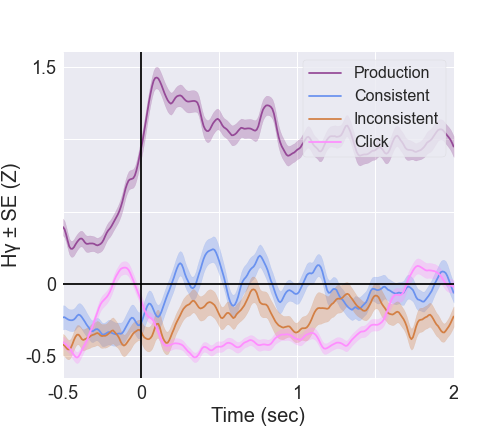 1.5
0
-0.5
Hγ ± SE (Z)
Production
Consistent
Inconsistent
Click
-0.5
0
1
2
Time (sec)